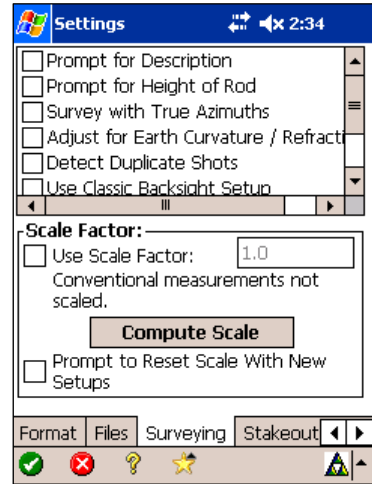 Settings 2:34
Prompt for Description
Prompt for Height of Rod
Survey with True Azimuths
Adjust for Earth Curvature / Refracti
Detect Duplicate Shots
Use Classic Backsight Setup
Scale Factor:
Use Scale Factor: 1.0
Conventional measurements not
scaled.
Compute Scale
Prompt to Reset Scale With New
Setups
Format Files Surveying Stakeout